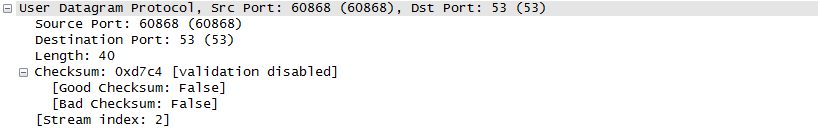 User Datagram Protocol, Src Port: 60868 (60868), Dst Port: 53 (53)
Source Port: 60868 (60868)
Destination Port: 53 (53)
Length: 40
Checksum: 0xd7c4 [validation disabled]
[Good Checksum: False]
[Bad Checksum: False]
[Stream index: 2]